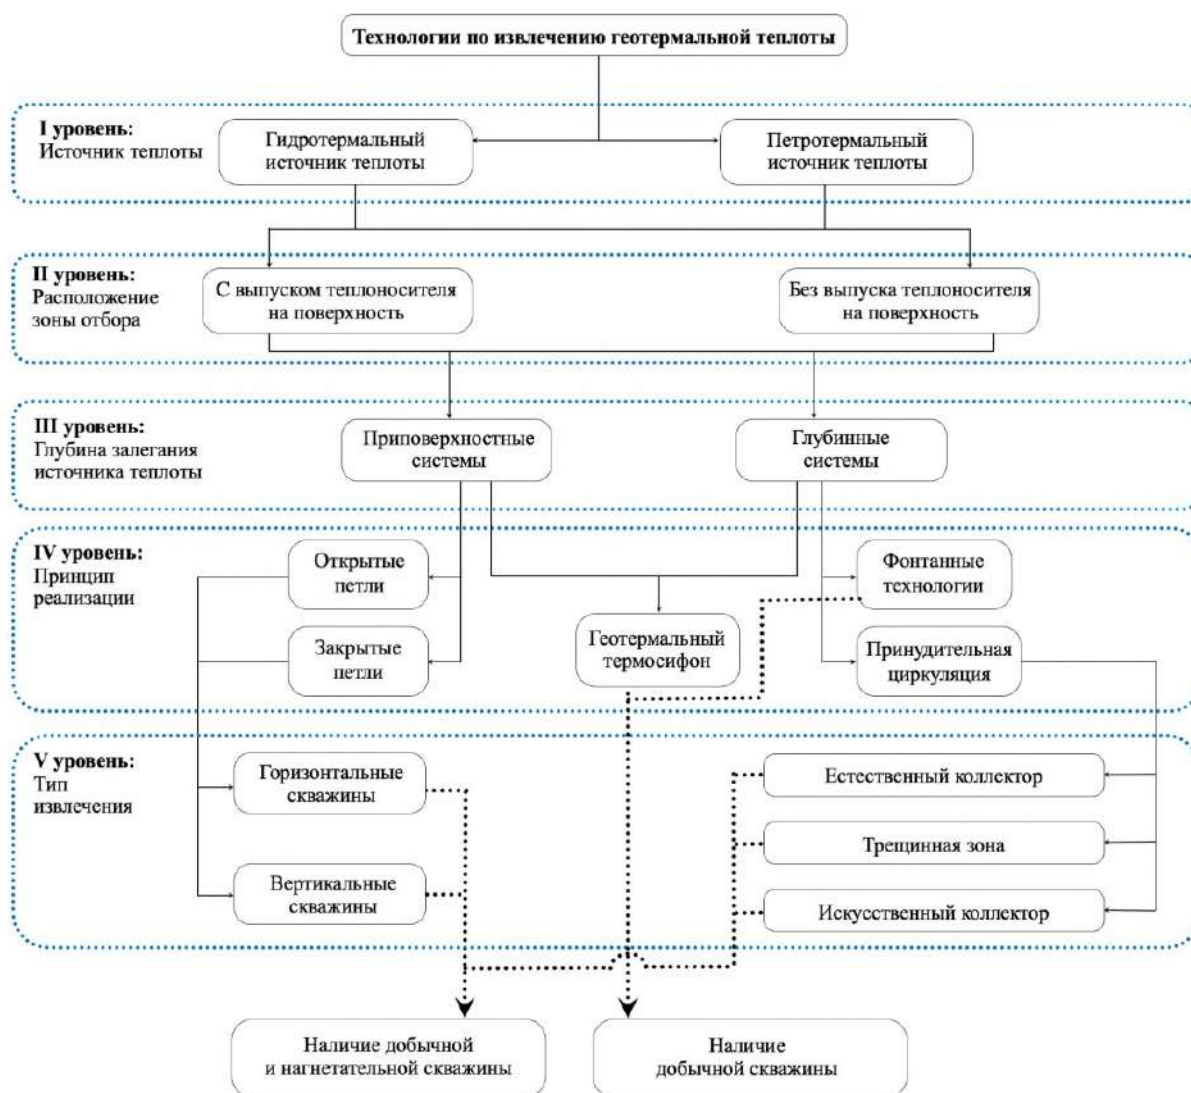 Технологии по извлечению геотермальной теплоты
I уровень:
Источник теплоты
Гидротермальный
источник теплоты
Петротермальный
источник теплоты
II уровень:
Расположение
зоны отбора
С выпуском теплоносителя
на поверхность
Без выпуска теплоносителя
на поверхность
III уровень:
Глубина залегания
источника теплоты
Приповерхностные
системы
Глубинные
системы
IV уровень:
Принцип
реализации
Открытые
петли
Фонтанные
технологии
Закрытые
петли
Геотермальный
термосифон
Принудительная
циркуляция
V уровень:
Тип
извлечения
Горизонтальные
скважины
Естественный коллектор
Трещинная зона
Вертикальные
скважины
Искусственный коллектор
Наличие добычной
и нагнетательной скважины
Наличие
добычной скважины